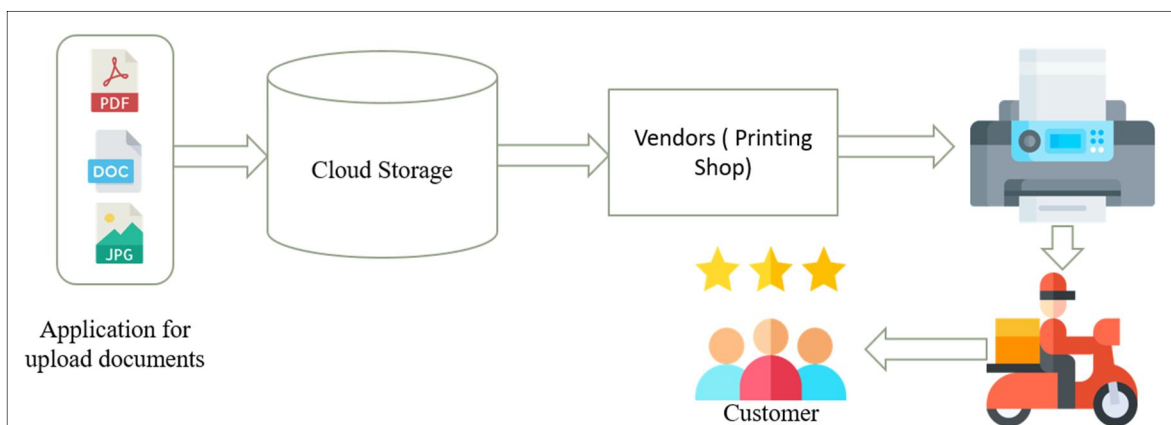 PDF
DOC
JPG
Application for
upload documents
Cloud Storage
Vendors ( Printing
Shop)
Customer